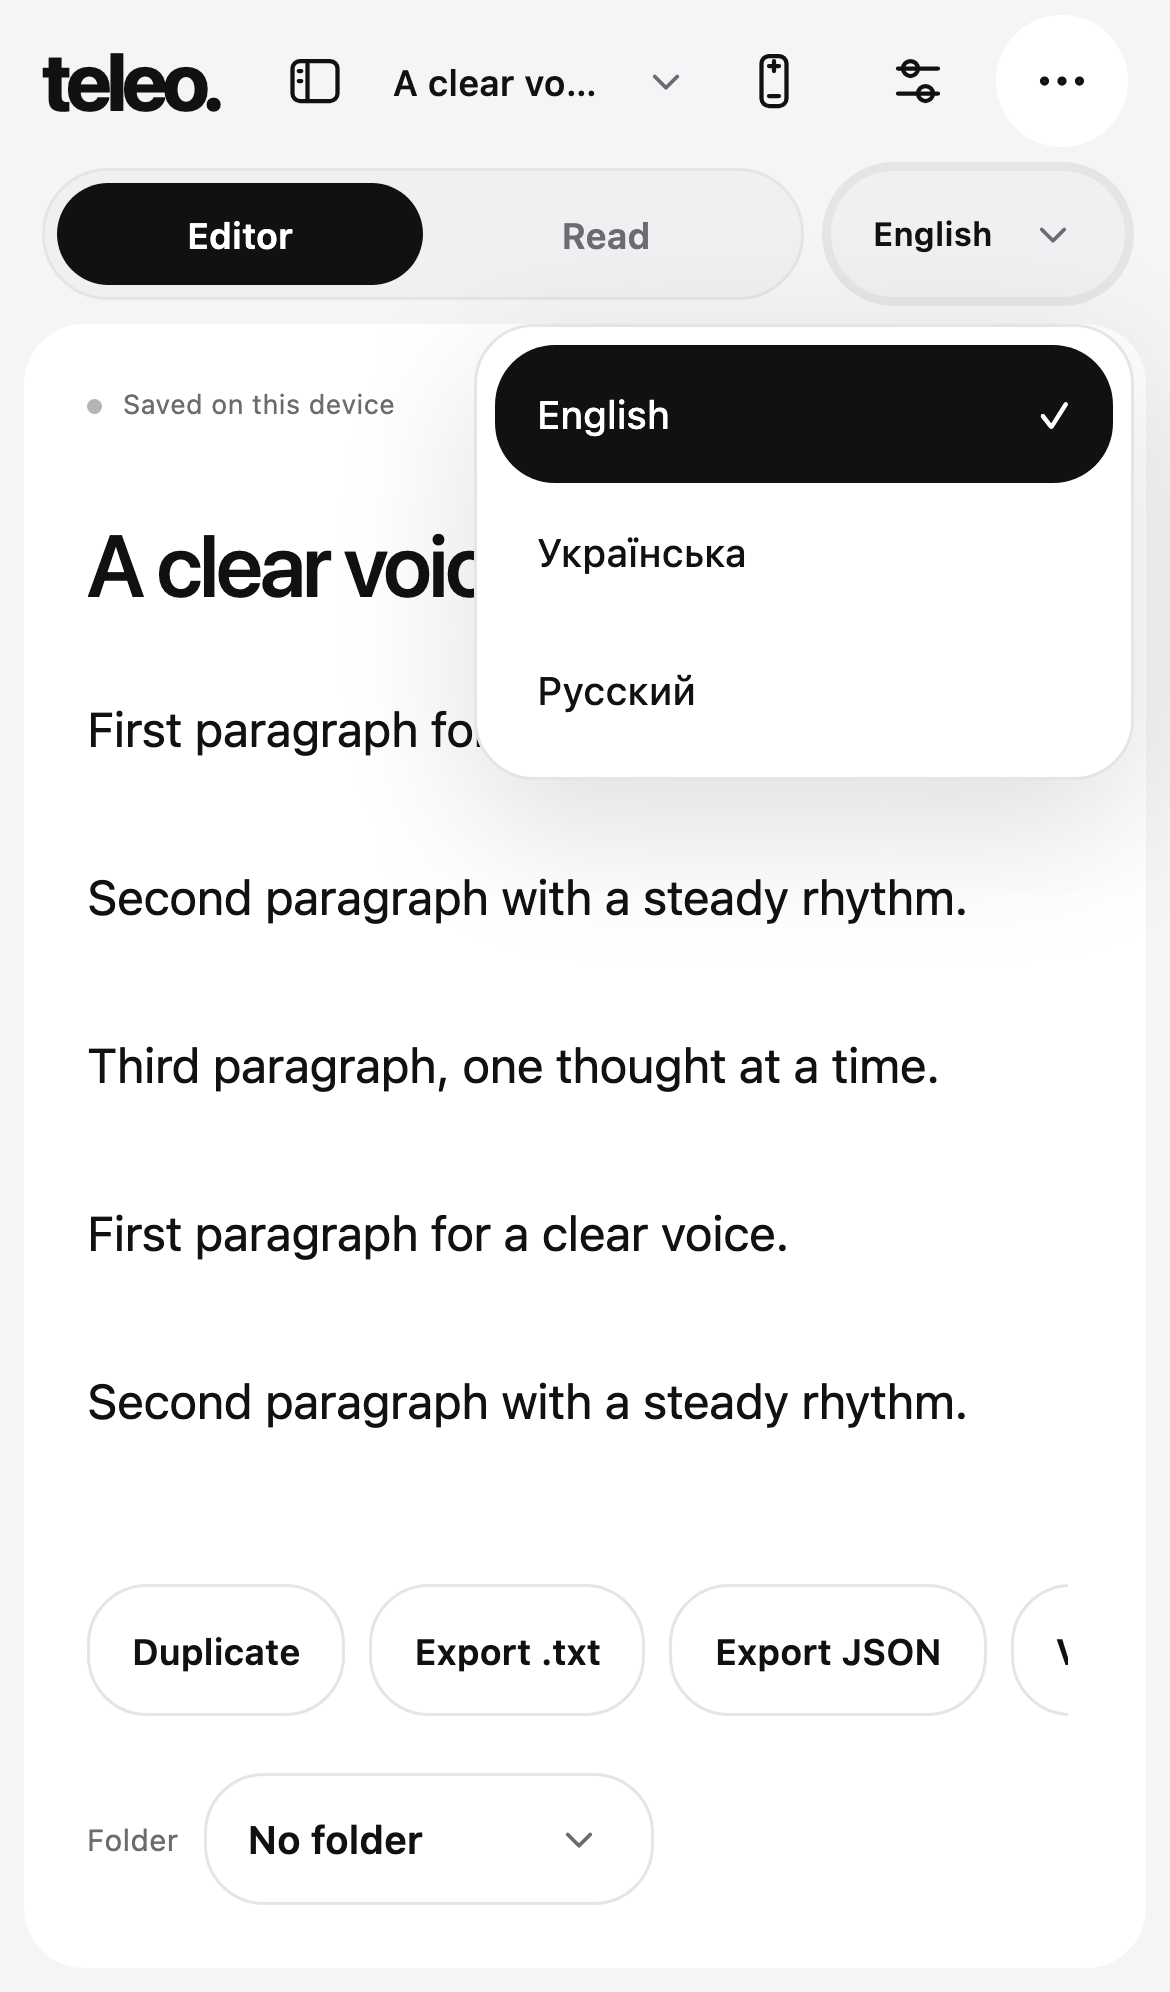 teleo.
A clear vo...
Editor
Read
English
English
Українська
Русский
Saved on this device
A clear voic
First paragraph for
Second paragraph with a steady rhythm.
Third paragraph, one thought at a time.
First paragraph for a clear voice.
Second paragraph with a steady rhythm.
Duplicate
Export .txt
Export JSON
Folder
No folder